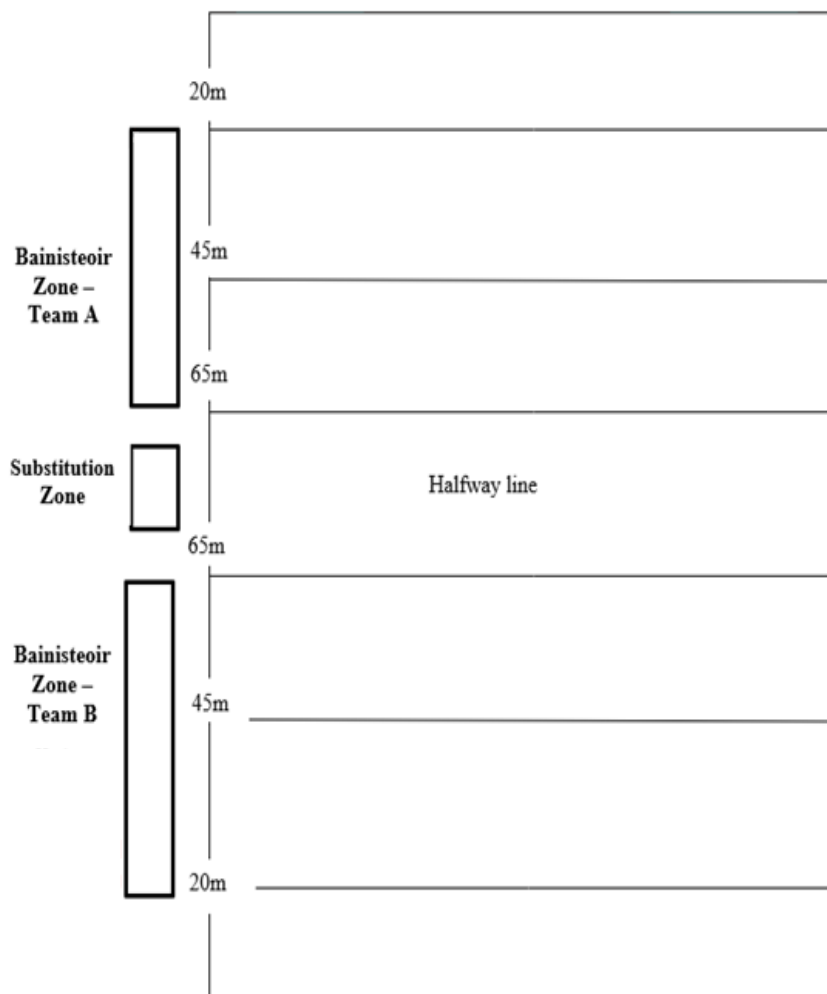 20m
45m
Bainisteoir
Zone –
Team A
65m
Substitution
Zone
Halfway line
65m
Bainisteoir
Zone –
Team B
45m
20m